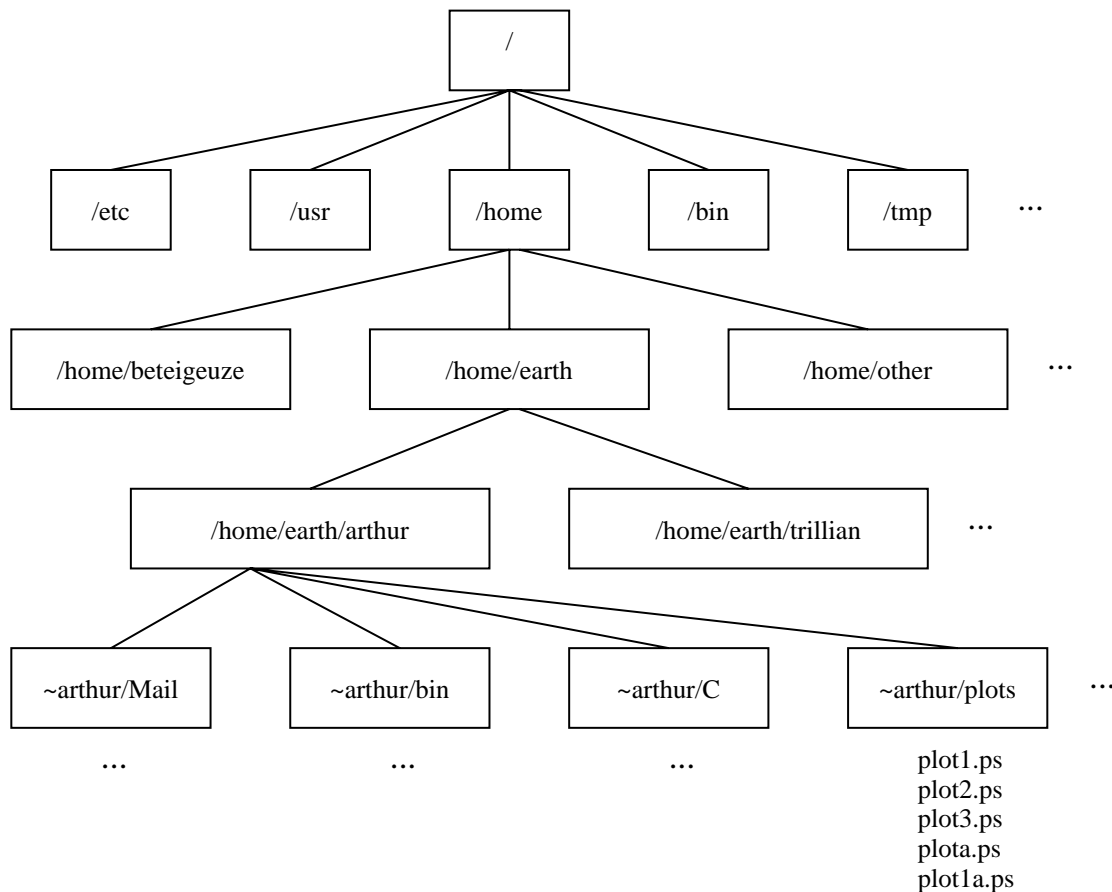 /
/etc
/usr
/home
/bin
/tmp
...
/home/beteigeuze
/home/earth
/home/other
...
/home/earth/arthur
/home/earth/trillian
...
~arthur/Mail
~arthur/bin
~arthur/C
~arthur/plots
...
...
...
...
plot1.ps
plot2.ps
plot3.ps
plota.ps
plot1a.ps